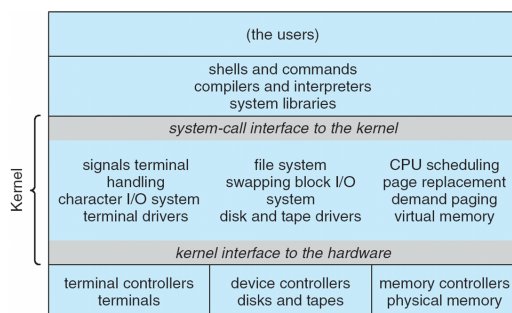 (the users)
shells and commands
compilers and interpreters
system libraries
Kernel
system-call interface to the kernel
signals terminal
handling
character I/O system
terminal drivers
file system
swapping block I/O
system
disk and tape drivers
CPU scheduling
page replacement
demand paging
virtual memory
kernel interface to the hardware
terminal controllers
terminals
device controllers
disks and tapes
memory controllers
physical memory